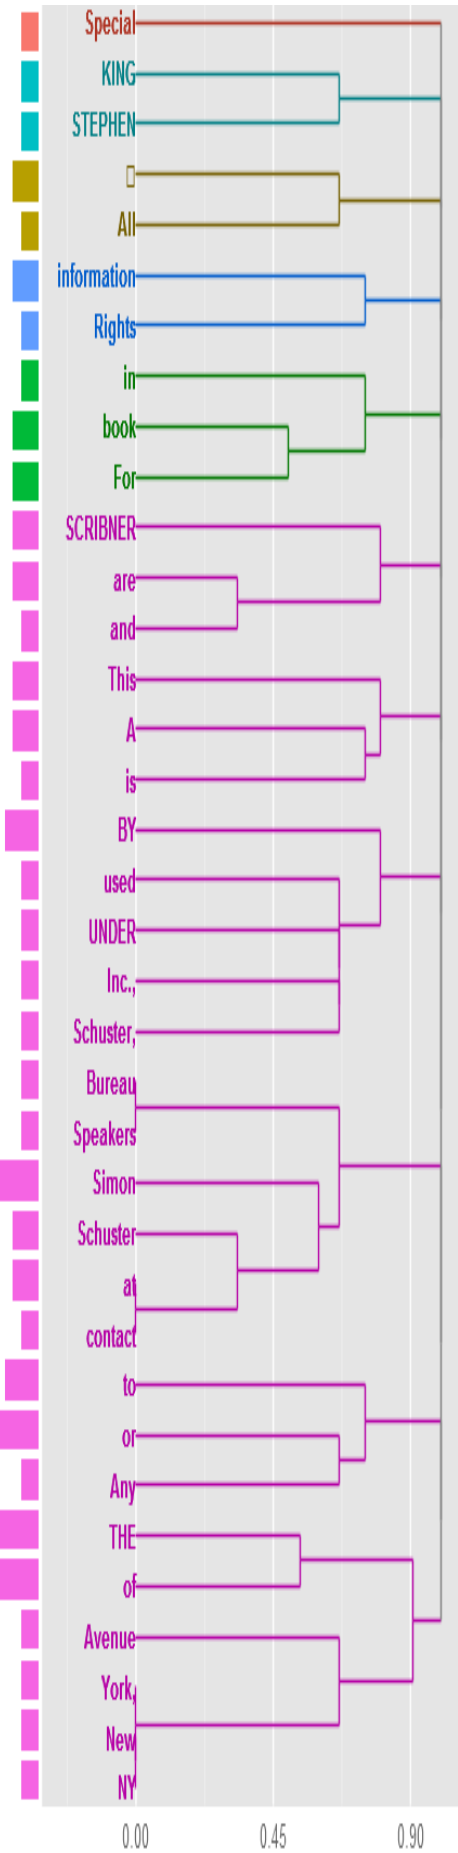 Special
KING
STEPHEN
□
All
information
Rights
in
book
For
SCRIBNER
are
and
This
A
is
BY
used
UNDER
Inc.,
Schuster,
Bureau
Speakers
Simon
Schuster
at
contact
to
or
Any
THE
of
Avenue
York,
New
NY
0.00 0.45 0.90